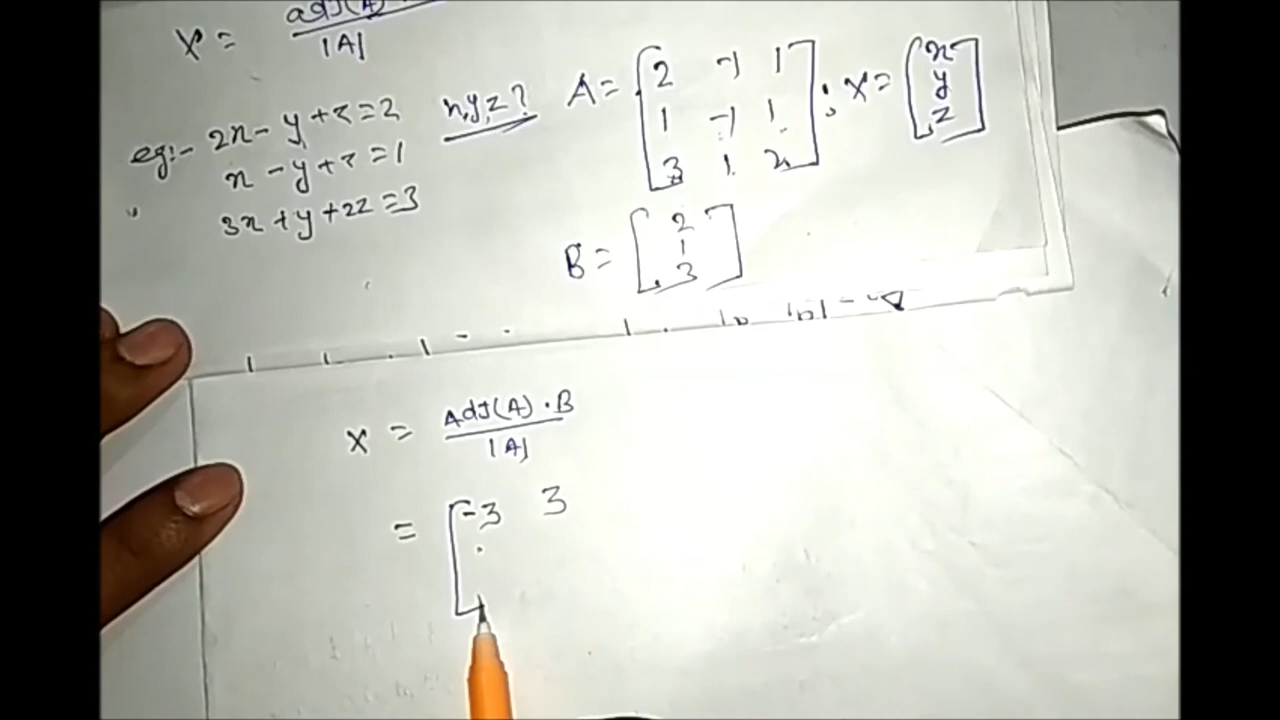 X = adj(A)
|A|
eg:- 2x - y + z = 2
x - y + z = 1
3x + y + 2z = 3
x,y,z?
A = [2 -1 1
1 -1 1
3 1 2] ; X = [x
y
z]
B = [2
1
3]
X = Adj(A) · B
|A|
= [-3 3